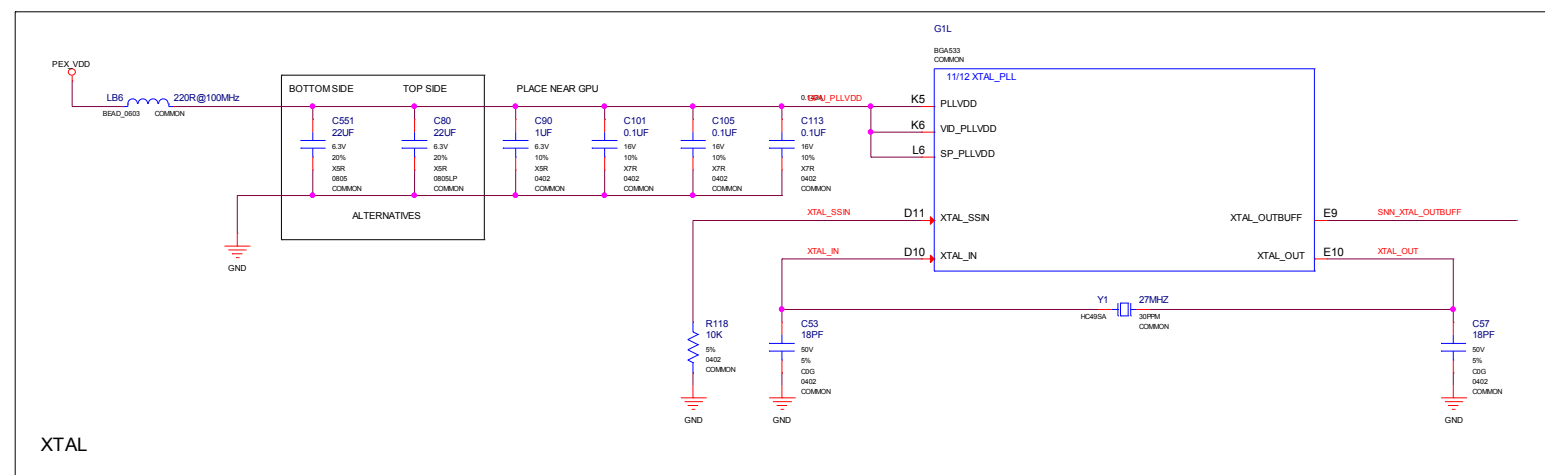 G1L
BGA533
COMMON
PEX_VDD
11/12 XTAL_PLL
BOTTOM SIDE
TOP SIDE
PLACE NEAR GPU
LB6
220R@100MHz
BEAD_0603
COMMON
GPU_PLLVDD
K5
PLLVDD
K6
VID_PLLVDD
L6
SP_PLLVDD
C551
22UF
6.3V
20%
X5R
0805
COMMON
C80
22UF
6.3V
20%
X5R
0805LP
COMMON
C90
1UF
6.3V
10%
X5R
0402
COMMON
C101
0.1UF
16V
10%
X7R
0402
COMMON
C105
0.1UF
16V
10%
X7R
0402
COMMON
C113
0.1UF
16V
10%
X7R
0402
COMMON
ALTERNATIVES
GND
XTAL_SSIN
D11
XTAL_SSIN
XTAL_OUTBUFF
E9
SNN_XTAL_OUTBUFF
XTAL_IN
D10
XTAL_IN
XTAL_OUT
E10
XTAL_OUT
Y1
27MHZ
HC49SA
30PPM
COMMON
R118
10K
5%
0402
COMMON
GND
C53
18PF
50V
5%
C0G
0402
COMMON
GND
C57
18PF
50V
5%
C0G
0402
COMMON
GND
XTAL